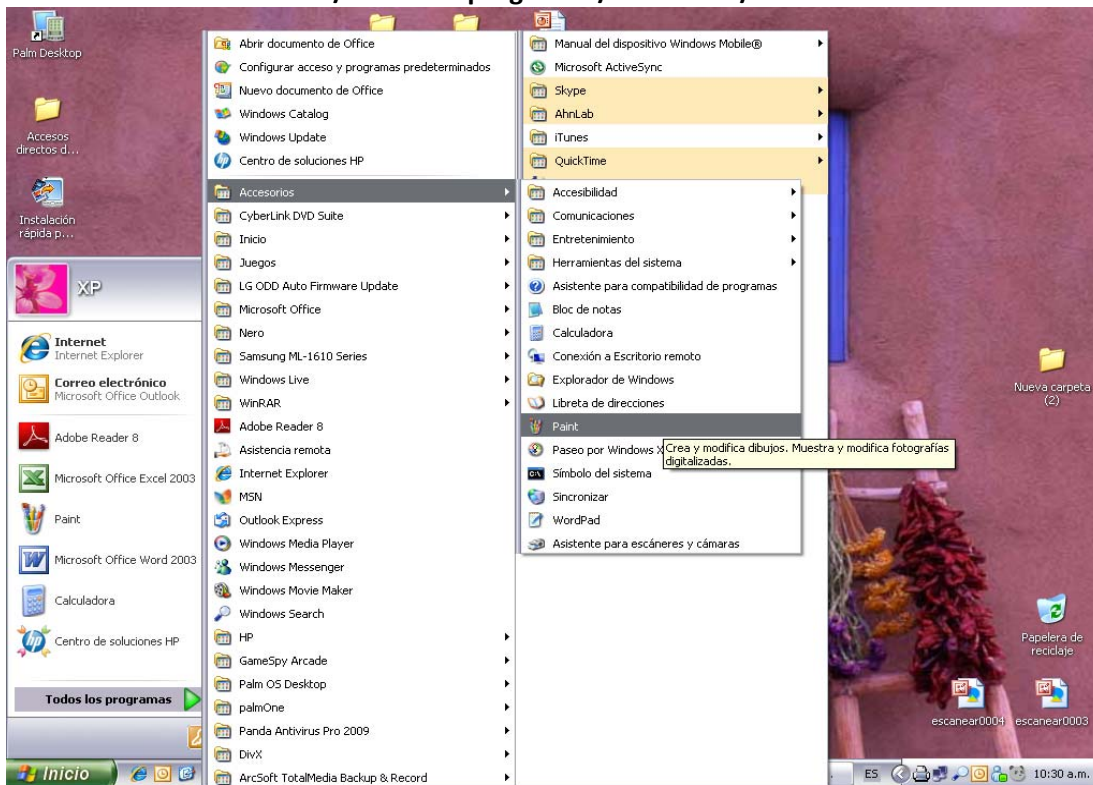 Palm Desktop
Accesos
directos d...
Instalación
rápida p...
XP
Internet
Internet Explorer
Correo electrónico
Microsoft Office Outlook
Adobe Reader 8
Microsoft Office Excel 2003
Paint
Microsoft Office Word 2003
Calculadora
Centro de soluciones HP
Todos los programas
Inicio
Abrir documento de Office
Configurar acceso y programas predeterminados
Nuevo documento de Office
Windows Catalog
Windows Update
Centro de soluciones HP
Accesorios
CyberLink DVD Suite
Inicio
Juegos
LG ODD Auto Firmware Update
Microsoft Office
Nero
Samsung ML-1610 Series
Windows Live
WinRAR
Adobe Reader 8
Asistencia remota
Internet Explorer
MSN
Outlook Express
Windows Media Player
Windows Messenger
Windows Movie Maker
Windows Search
HP
GameSpy Arcade
Palm OS Desktop
palmOne
Panda Antivirus Pro 2009
DivX
ArcSoft TotalMedia Backup & Record
Manual del dispositivo Windows Mobile®
Microsoft ActiveSync
Skype
AhnLab
iTunes
QuickTime
Accesibilidad
Comunicaciones
Entretenimiento
Herramientas del sistema
Asistente para compatibilidad de programas
Bloc de notas
Calculadora
Conexión a Escritorio remoto
Explorador de Windows
Libreta de direcciones
Paint
Paseo por Windows X
Crea y modifica dibujos. Muestra y modifica fotografías
digitalizadas.
Símbolo del sistema
Sincronizar
WordPad
Asistente para escáneres y cámaras
Nueva carpeta
(2)
Papelera de
reciclaje
escanear0004
escanear0003
ES
10:30 a.m.